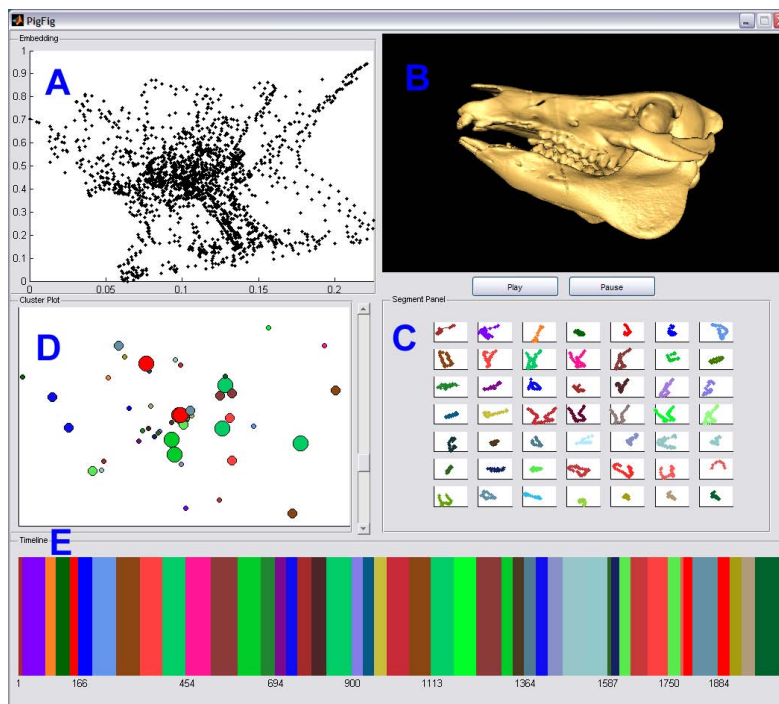 PigFig
Embedding
A
1
0.9
0.8
0.7
0.6
0.5
0.4
0.3
0.2
0.1
0
0 0.05 0.1 0.15 0.2
B
Play Pause
Cluster Plot
D
Segment Panel
C
Timeline
E
1 166 454 694 900 1113 1364 1587 1750 1884